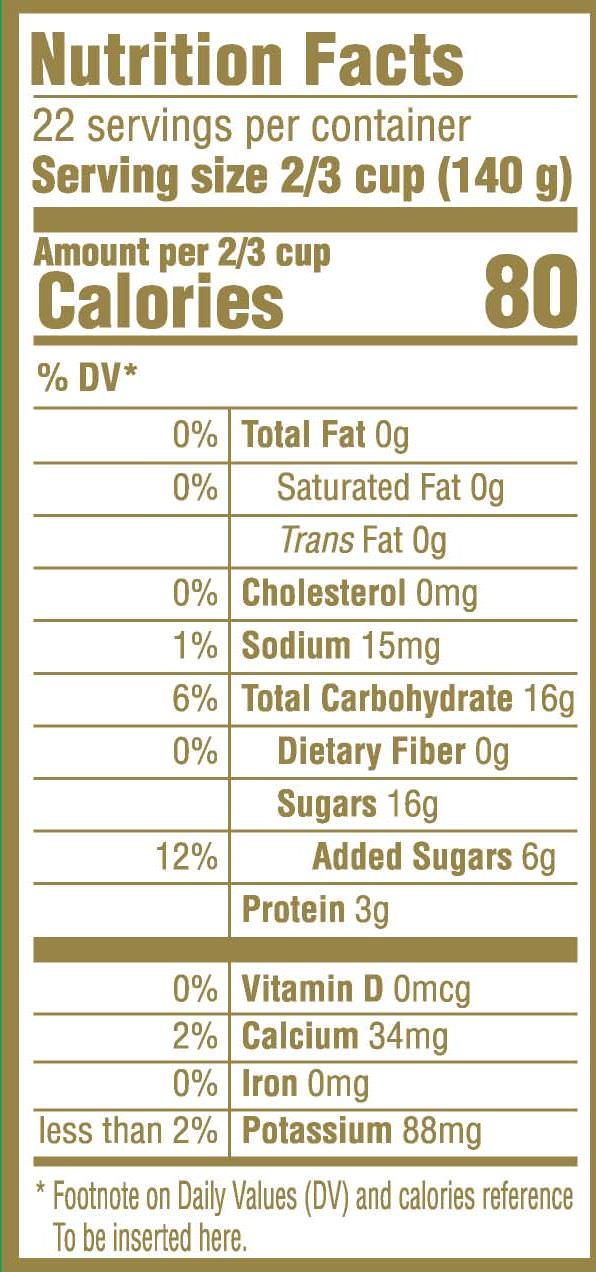 Nutrition Facts
22 servings per container
Serving size 2/3 cup (140 g)
Amount per 2/3 cup
Calories 80
% DV*
0% Total Fat 0g
0% Saturated Fat 0g
Trans Fat 0g
0% Cholesterol 0mg
1% Sodium 15mg
6% Total Carbohydrate 16g
0% Dietary Fiber 0g
Sugars 16g
12% Added Sugars 6g
Protein 3g
0% Vitamin D 0mcg
2% Calcium 34mg
0% Iron 0mg
less than 2% Potassium 88mg
* Footnote on Daily Values (DV) and calories reference
To be inserted here.